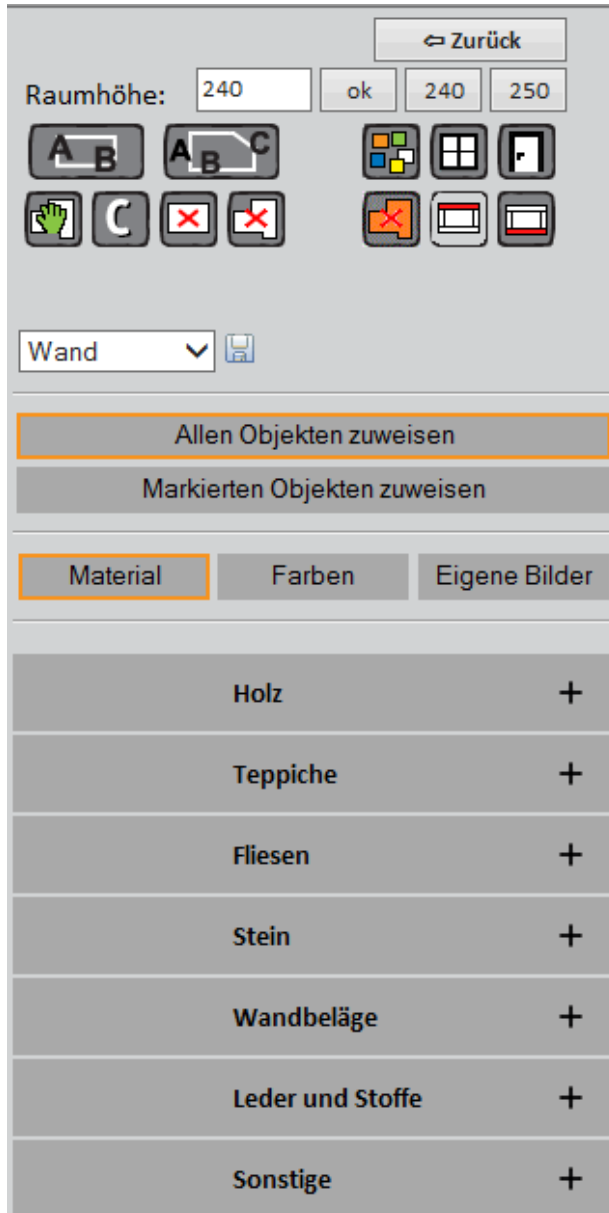 ⇦ Zurück
Raumhöhe: 240 ok 240 250
A B A B C
C
Wand
Allen Objekten zuweisen
Markierten Objekten zuweisen
Material Farben Eigene Bilder
Holz +
Teppiche +
Fliesen +
Stein +
Wandbeläge +
Leder und Stoffe +
Sonstige +